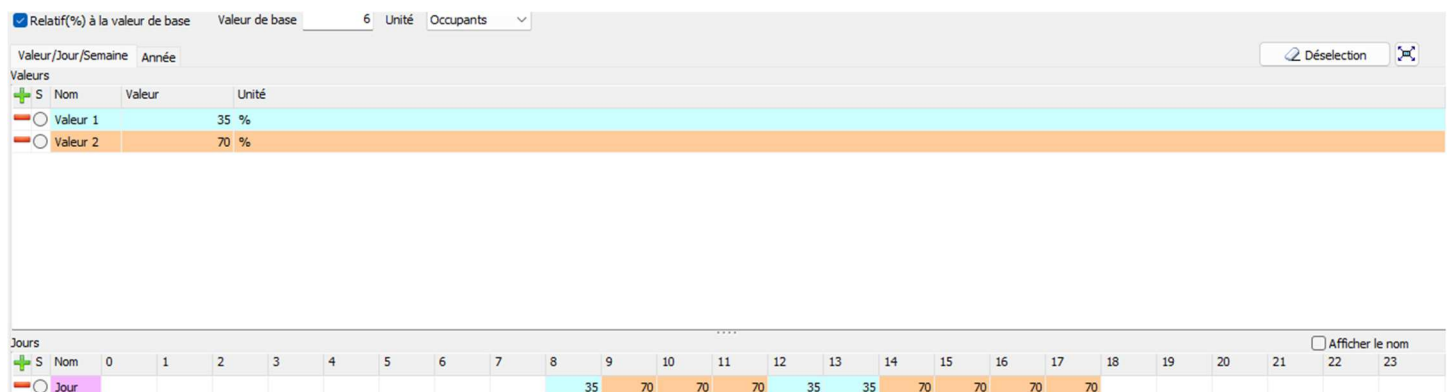 Relatif(%) à la valeur de base Valeur de base 6 Unité Occupants
Valeur/Jour/Semaine Année Déselection
Valeurs
S Nom Valeur Unité
Valeur 1 35 %
Valeur 2 70 %
Jours Afficher le nom
S Nom 0 1 2 3 4 5 6 7 8 9 10 11 12 13 14 15 16 17 18 19 20 21 22 23
Jour 35 70 70 70 35 35 70 70 70 70